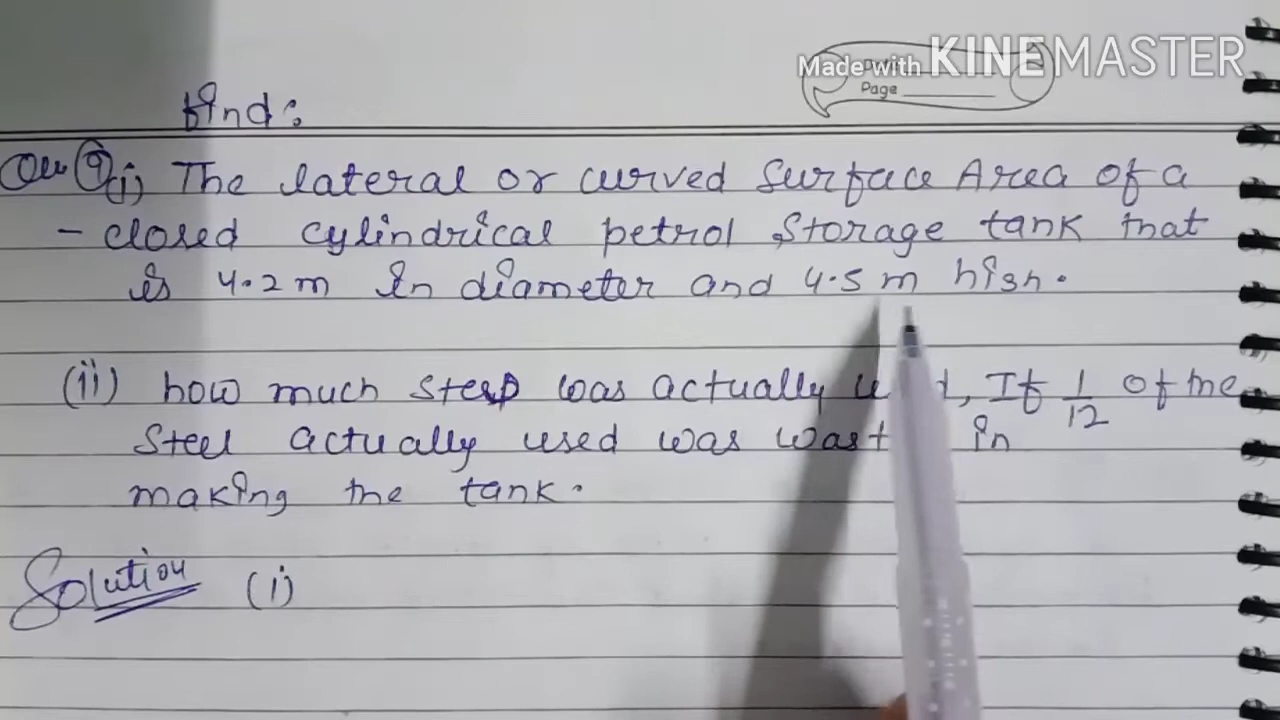 Made with KINEMASTER
Page
find:
Que 9 (i) The lateral or curved Surface Area of a
- closed cylindrical petrol storage tank that
is 4.2 m in diameter and 4.5 m high.
(ii) how much steel was actually If 1/12 of the
Steel actually used was in
making the tank.
Solution (i)